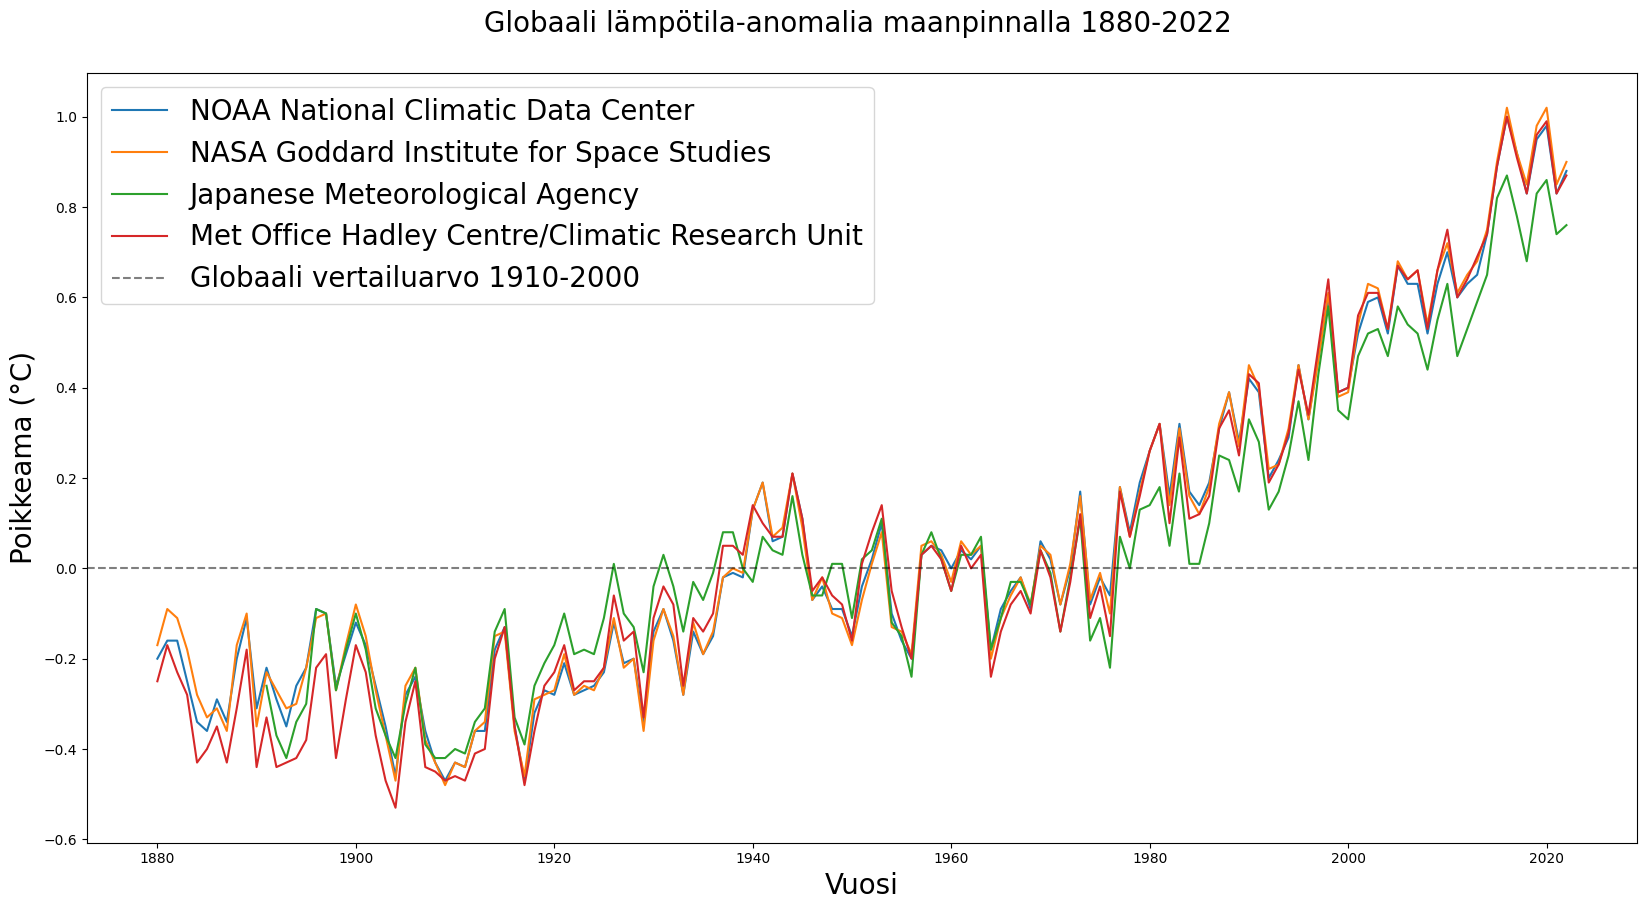 Globaali lämpötila-anomalia maanpinnalla 1880-2022
NOAA National Climatic Data Center
NASA Goddard Institute for Space Studies
Japanese Meteorological Agency
Met Office Hadley Centre/Climatic Research Unit
Globaali vertailuarvo 1910-2000
Poikkeama (°C)
1.0
0.8
0.6
0.4
0.2
0.0
−0.2
−0.4
−0.6
1880 1900 1920 1940 1960 1980 2000 2020
Vuosi